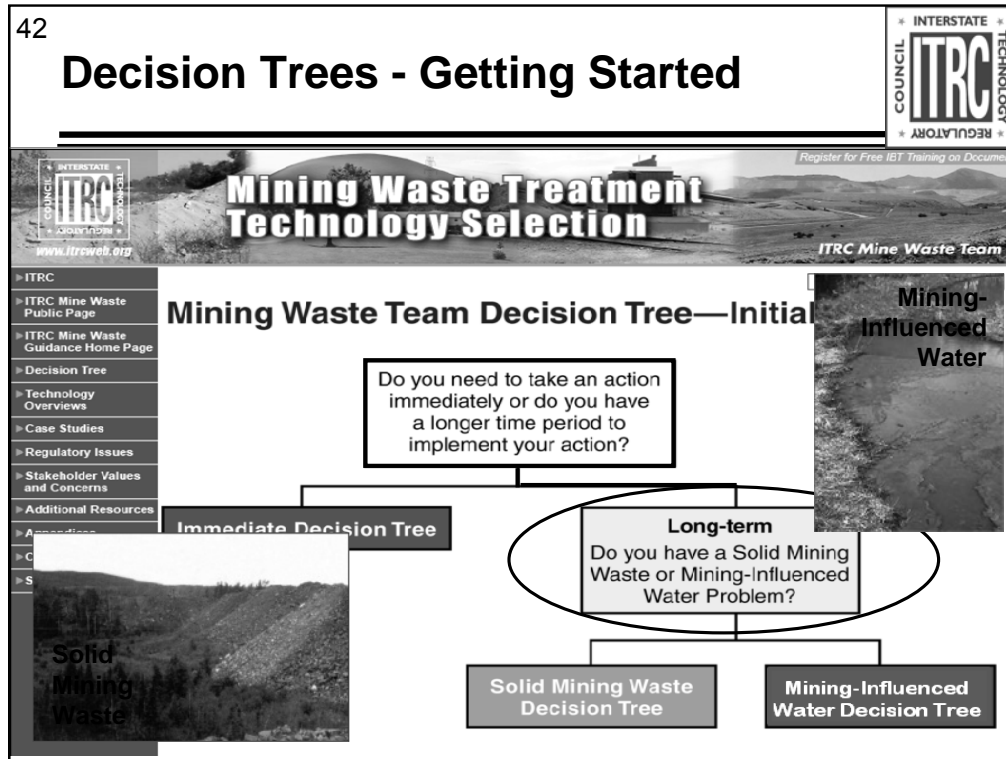 42
Decision Trees - Getting Started
INTERSTATE
COUNCIL
ITRC
TECHNOLOGY
REGULATORY
Register for Free IBT Training on Docume
INTERSTATE
COUNCIL
ITRC
TECHNOLOGY
REGULATORY
www.itrcweb.org
Mining Waste Treatment
Technology Selection
ITRC Mine Waste Team
ITRC
ITRC Mine Waste
Public Page
ITRC Mine Waste
Guidance Home Page
Decision Tree
Technology
Overviews
Case Studies
Regulatory Issues
Stakeholder Values
and Concerns
Additional Resources
C
S
Mining Waste Team Decision Tree—Initial
Mining-
Influenced
Water
Do you need to take an action
immediately or do you have
a longer time period to
implement your action?
Immediate Decision Tree
Long-term
Do you have a Solid Mining
Waste or Mining-Influenced
Water Problem?
Solid
Mining
Waste
Solid Mining Waste
Decision Tree
Mining-Influenced
Water Decision Tree